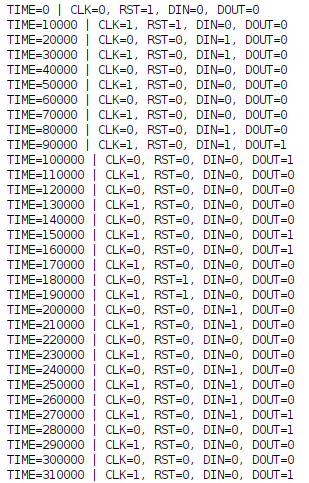 TIME=0 | CLK=0, RST=1, DIN=0, DOUT=0
TIME=10000 | CLK=1, RST=1, DIN=0, DOUT=0
TIME=20000 | CLK=0, RST=0, DIN=1, DOUT=0
TIME=30000 | CLK=1, RST=0, DIN=1, DOUT=0
TIME=40000 | CLK=0, RST=0, DIN=0, DOUT=0
TIME=50000 | CLK=1, RST=0, DIN=0, DOUT=0
TIME=60000 | CLK=0, RST=0, DIN=0, DOUT=0
TIME=70000 | CLK=1, RST=0, DIN=1, DOUT=0
TIME=80000 | CLK=0, RST=0, DIN=1, DOUT=0
TIME=90000 | CLK=1, RST=0, DIN=1, DOUT=1
TIME=100000 | CLK=0, RST=0, DIN=0, DOUT=1
TIME=110000 | CLK=1, RST=0, DIN=0, DOUT=0
TIME=120000 | CLK=0, RST=0, DIN=0, DOUT=0
TIME=130000 | CLK=1, RST=0, DIN=0, DOUT=0
TIME=140000 | CLK=0, RST=0, DIN=0, DOUT=0
TIME=150000 | CLK=1, RST=0, DIN=0, DOUT=1
TIME=160000 | CLK=0, RST=0, DIN=0, DOUT=1
TIME=170000 | CLK=1, RST=0, DIN=0, DOUT=0
TIME=180000 | CLK=0, RST=1, DIN=0, DOUT=0
TIME=190000 | CLK=1, RST=1, DIN=0, DOUT=0
TIME=200000 | CLK=0, RST=0, DIN=1, DOUT=0
TIME=210000 | CLK=1, RST=0, DIN=1, DOUT=0
TIME=220000 | CLK=0, RST=0, DIN=0, DOUT=0
TIME=230000 | CLK=1, RST=0, DIN=0, DOUT=0
TIME=240000 | CLK=0, RST=0, DIN=1, DOUT=0
TIME=250000 | CLK=1, RST=0, DIN=1, DOUT=0
TIME=260000 | CLK=0, RST=0, DIN=1, DOUT=0
TIME=270000 | CLK=1, RST=0, DIN=1, DOUT=1
TIME=280000 | CLK=0, RST=0, DIN=0, DOUT=1
TIME=290000 | CLK=1, RST=0, DIN=0, DOUT=0
TIME=300000 | CLK=0, RST=0, DIN=0, DOUT=0
TIME=310000 | CLK=1, RST=0, DIN=0, DOUT=1